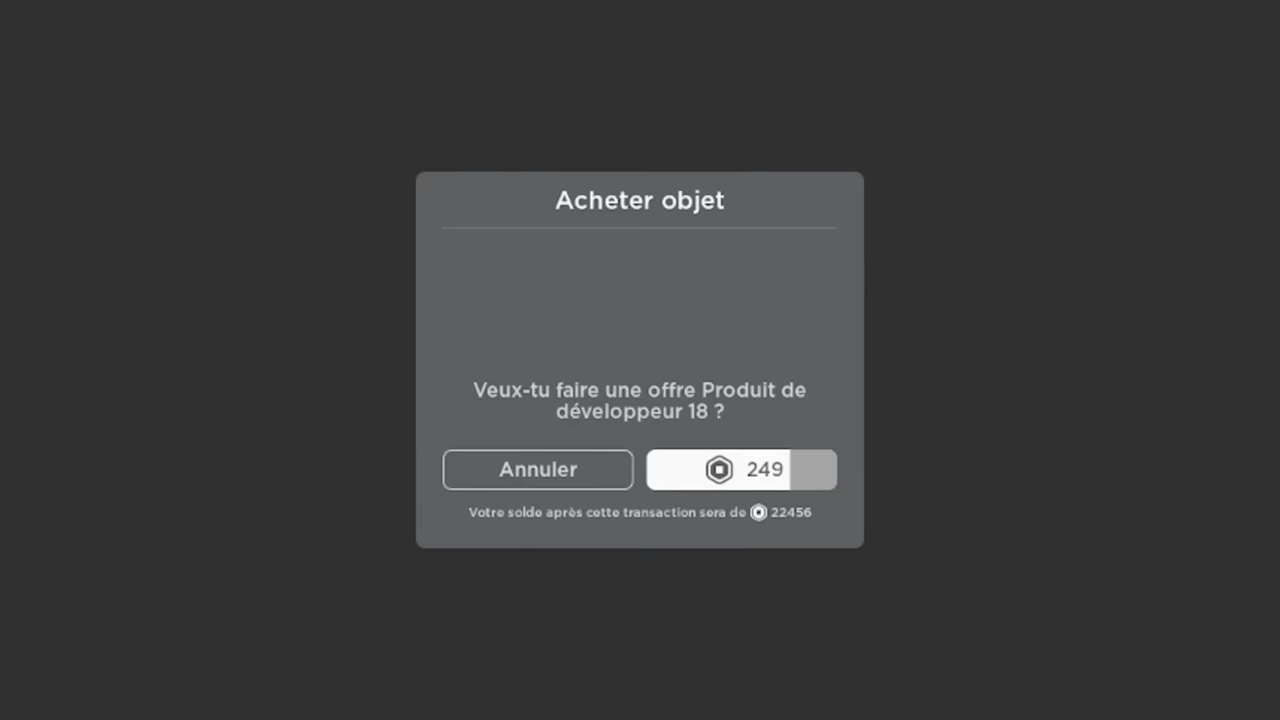 Acheter objet
Veux-tu faire une offre Produit de
développeur 18 ?
Annuler
249
Votre solde après cette transaction sera de 22456